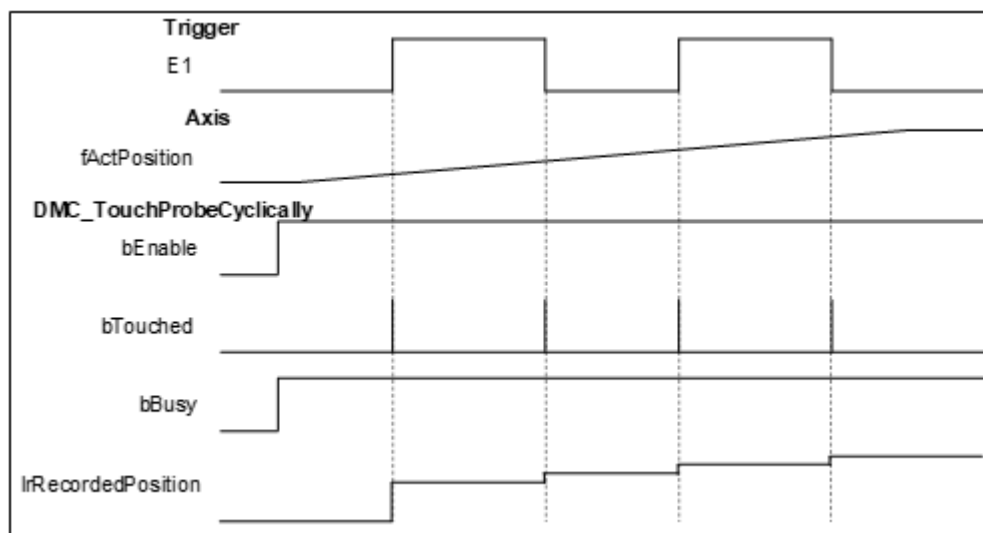 Trigger
E1
Axis
fActPosition
DMC_TouchProbeCyclically
bEnable
bTouched
bBusy
lrRecordedPosition